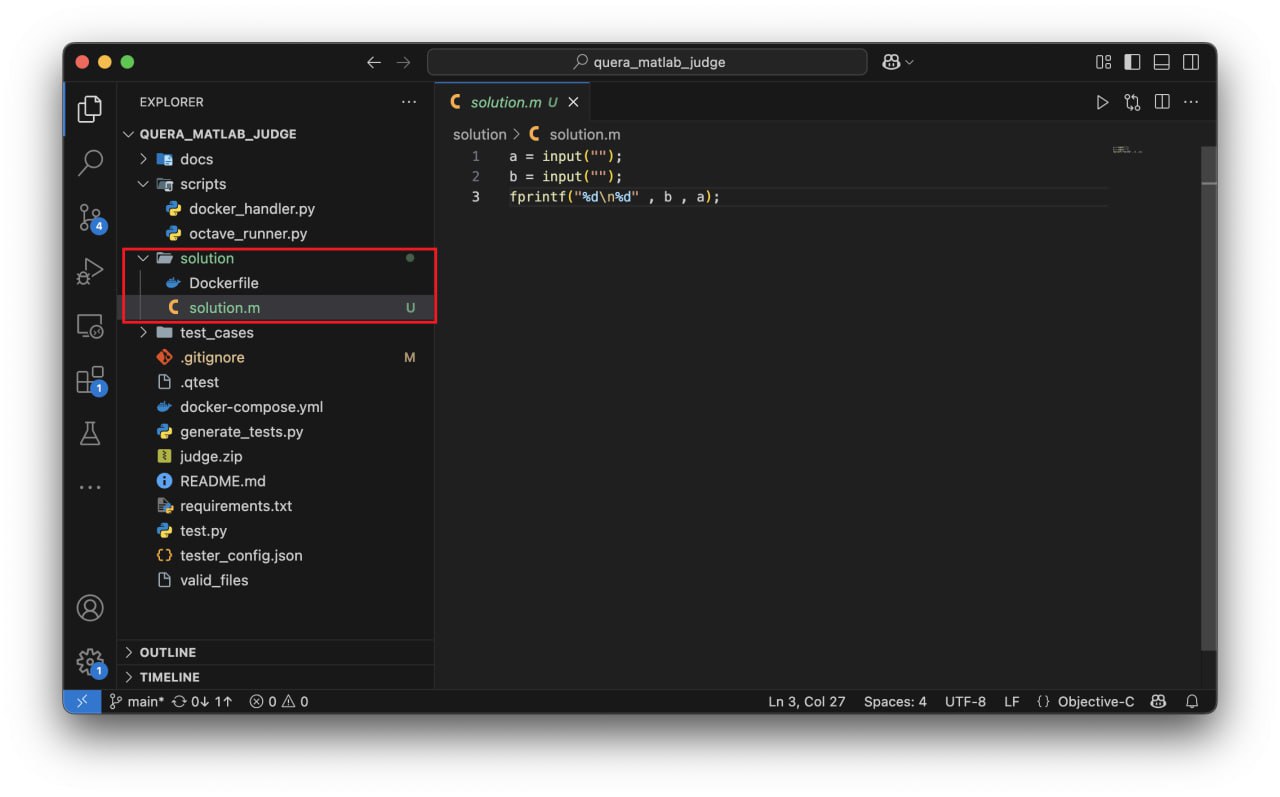 quera_matlab_judge
EXPLORER
QUERA_MATLAB_JUDGE
docs
scripts
docker_handler.py
octave_runner.py
solution
Dockerfile
solution.m U
test_cases
.gitignore M
.qtest
docker-compose.yml
generate_tests.py
judge.zip
README.md
requirements.txt
test.py
tester_config.json
valid_files
OUTLINE
TIMELINE
4
1
1
solution.m U
solution > solution.m
1 a = input("");
2 b = input("");
3 fprintf("%d\n%d" , b , a);
main* 0↓ 1↑ 0 0 Ln 3, Col 27 Spaces: 4 UTF-8 LF {} Objective-C